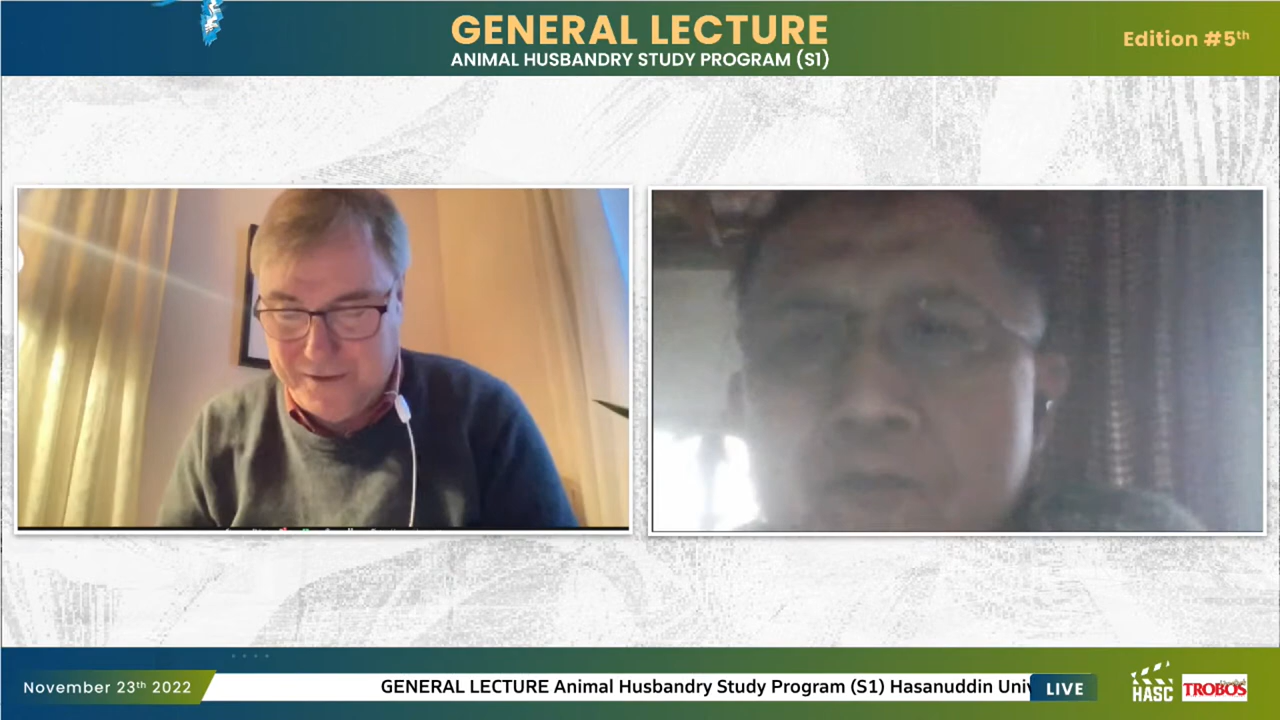 GENERAL LECTURE
ANIMAL HUSBANDRY STUDY PROGRAM (S1)
Edition #5th
November 23th 2022
GENERAL LECTURE Animal Husbandry Study Program (S1) Hasanuddin Univ
LIVE
HASC
TROBOS